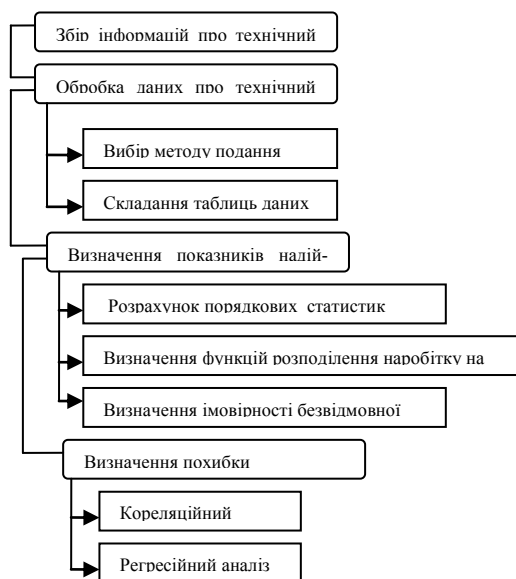 Збір інформацій про технічний
Обробка даних про технічний
Вибір методу подання
Складання таблиць даних
Визначення показників надій-
Розрахунок порядкових статистик
Визначення функцій розподілення наробітку на
Визначення імовірності безвідмовної
Визначення похибки
Кореляційний
Регресійний аналіз